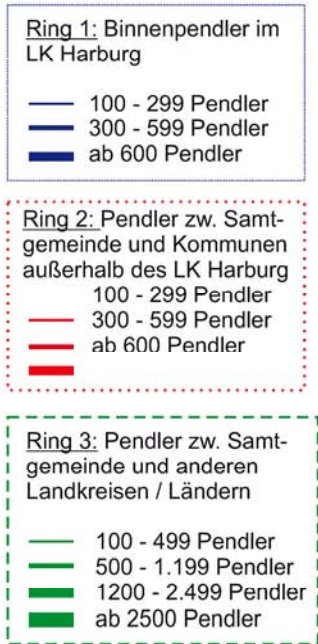 Ring 1: Binnenpendler im
LK Harburg
100 - 299 Pendler
300 - 599 Pendler
ab 600 Pendler
Ring 2: Pendler zw. Samt-
gemeinde und Kommunen
außerhalb des LK Harburg
100 - 299 Pendler
300 - 599 Pendler
ab 600 Pendler
Ring 3: Pendler zw. Samt-
gemeinde und anderen
Landkreisen / Ländern
100 - 499 Pendler
500 - 1.199 Pendler
1200 - 2.499 Pendler
ab 2500 Pendler